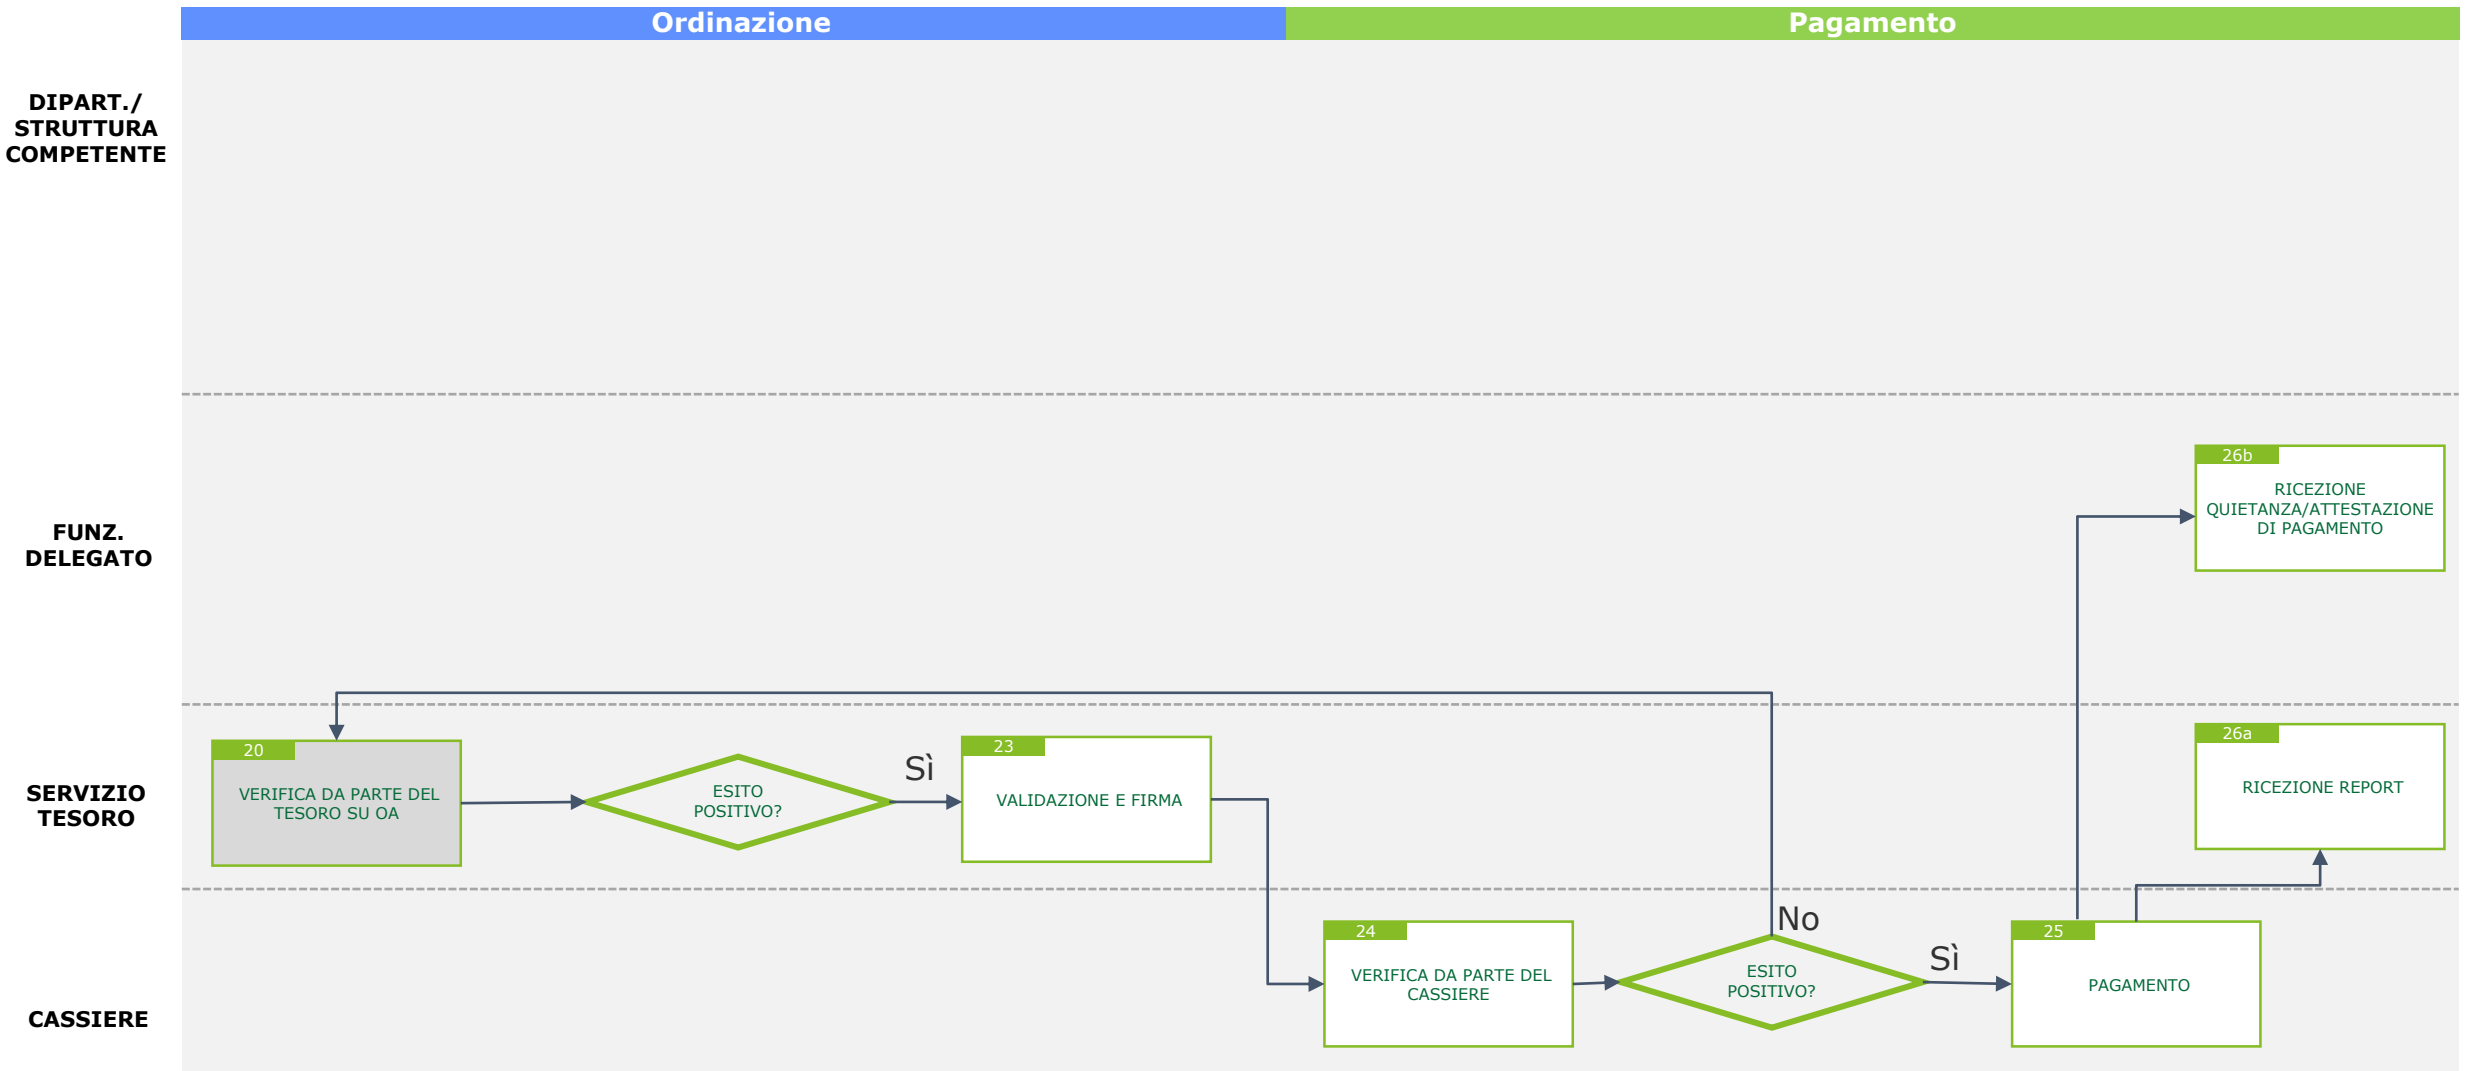 Ordinazione
Pagamento
DIPART./
STRUTTURA
COMPETENTE
FUNZ.
DELEGATO
26b
RICEZIONE
QUIETANZA/ATTESTAZIONE
DI PAGAMENTO
SERVIZIO
TESORO
20
VERIFICA DA PARTE DEL
TESORO SU OA
ESITO
POSITIVO?
Sì
23
VALIDAZIONE E FIRMA
26a
RICEZIONE REPORT
CASSIERE
24
VERIFICA DA PARTE DEL
CASSIERE
No
ESITO
POSITIVO?
Sì
25
PAGAMENTO